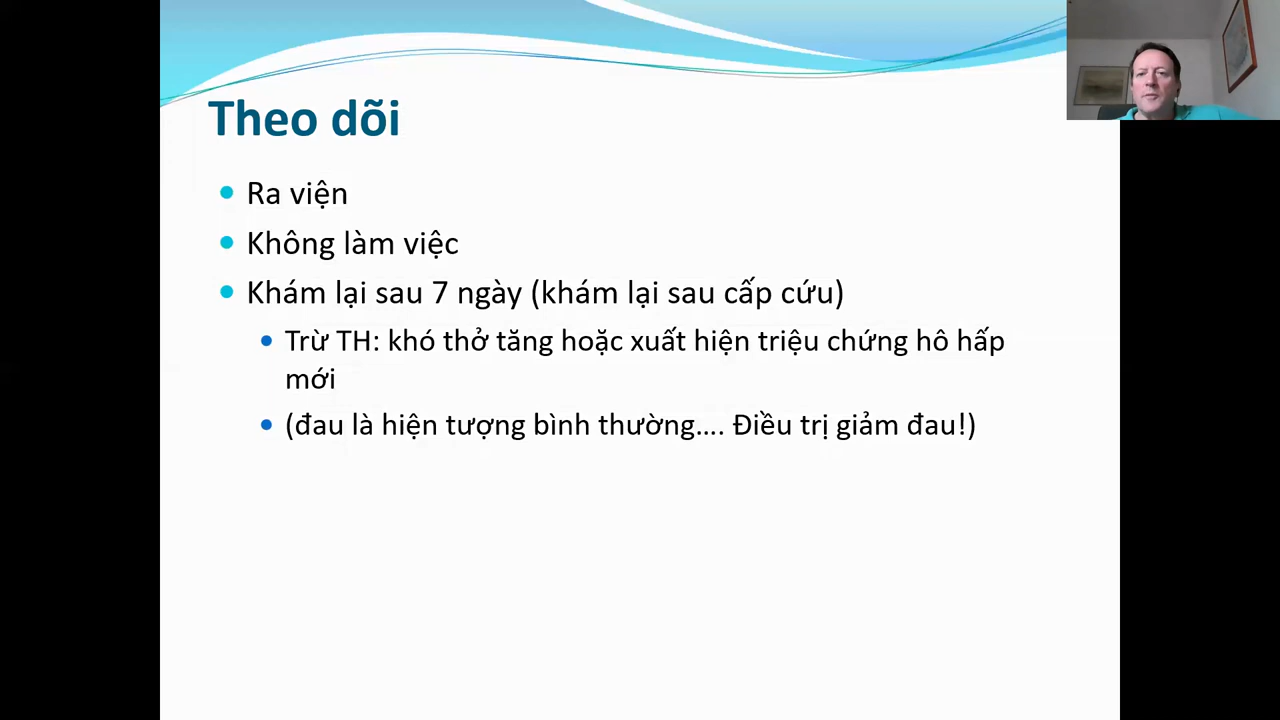 Theo dõi
Ra viện
Không làm việc
Khám lại sau 7 ngày (khám lại sau cấp cứu)
Trừ TH: khó thở tăng hoặc xuất hiện triệu chứng hô hấp
mới
(đau là hiện tượng bình thường.... Điều trị giảm đau!)